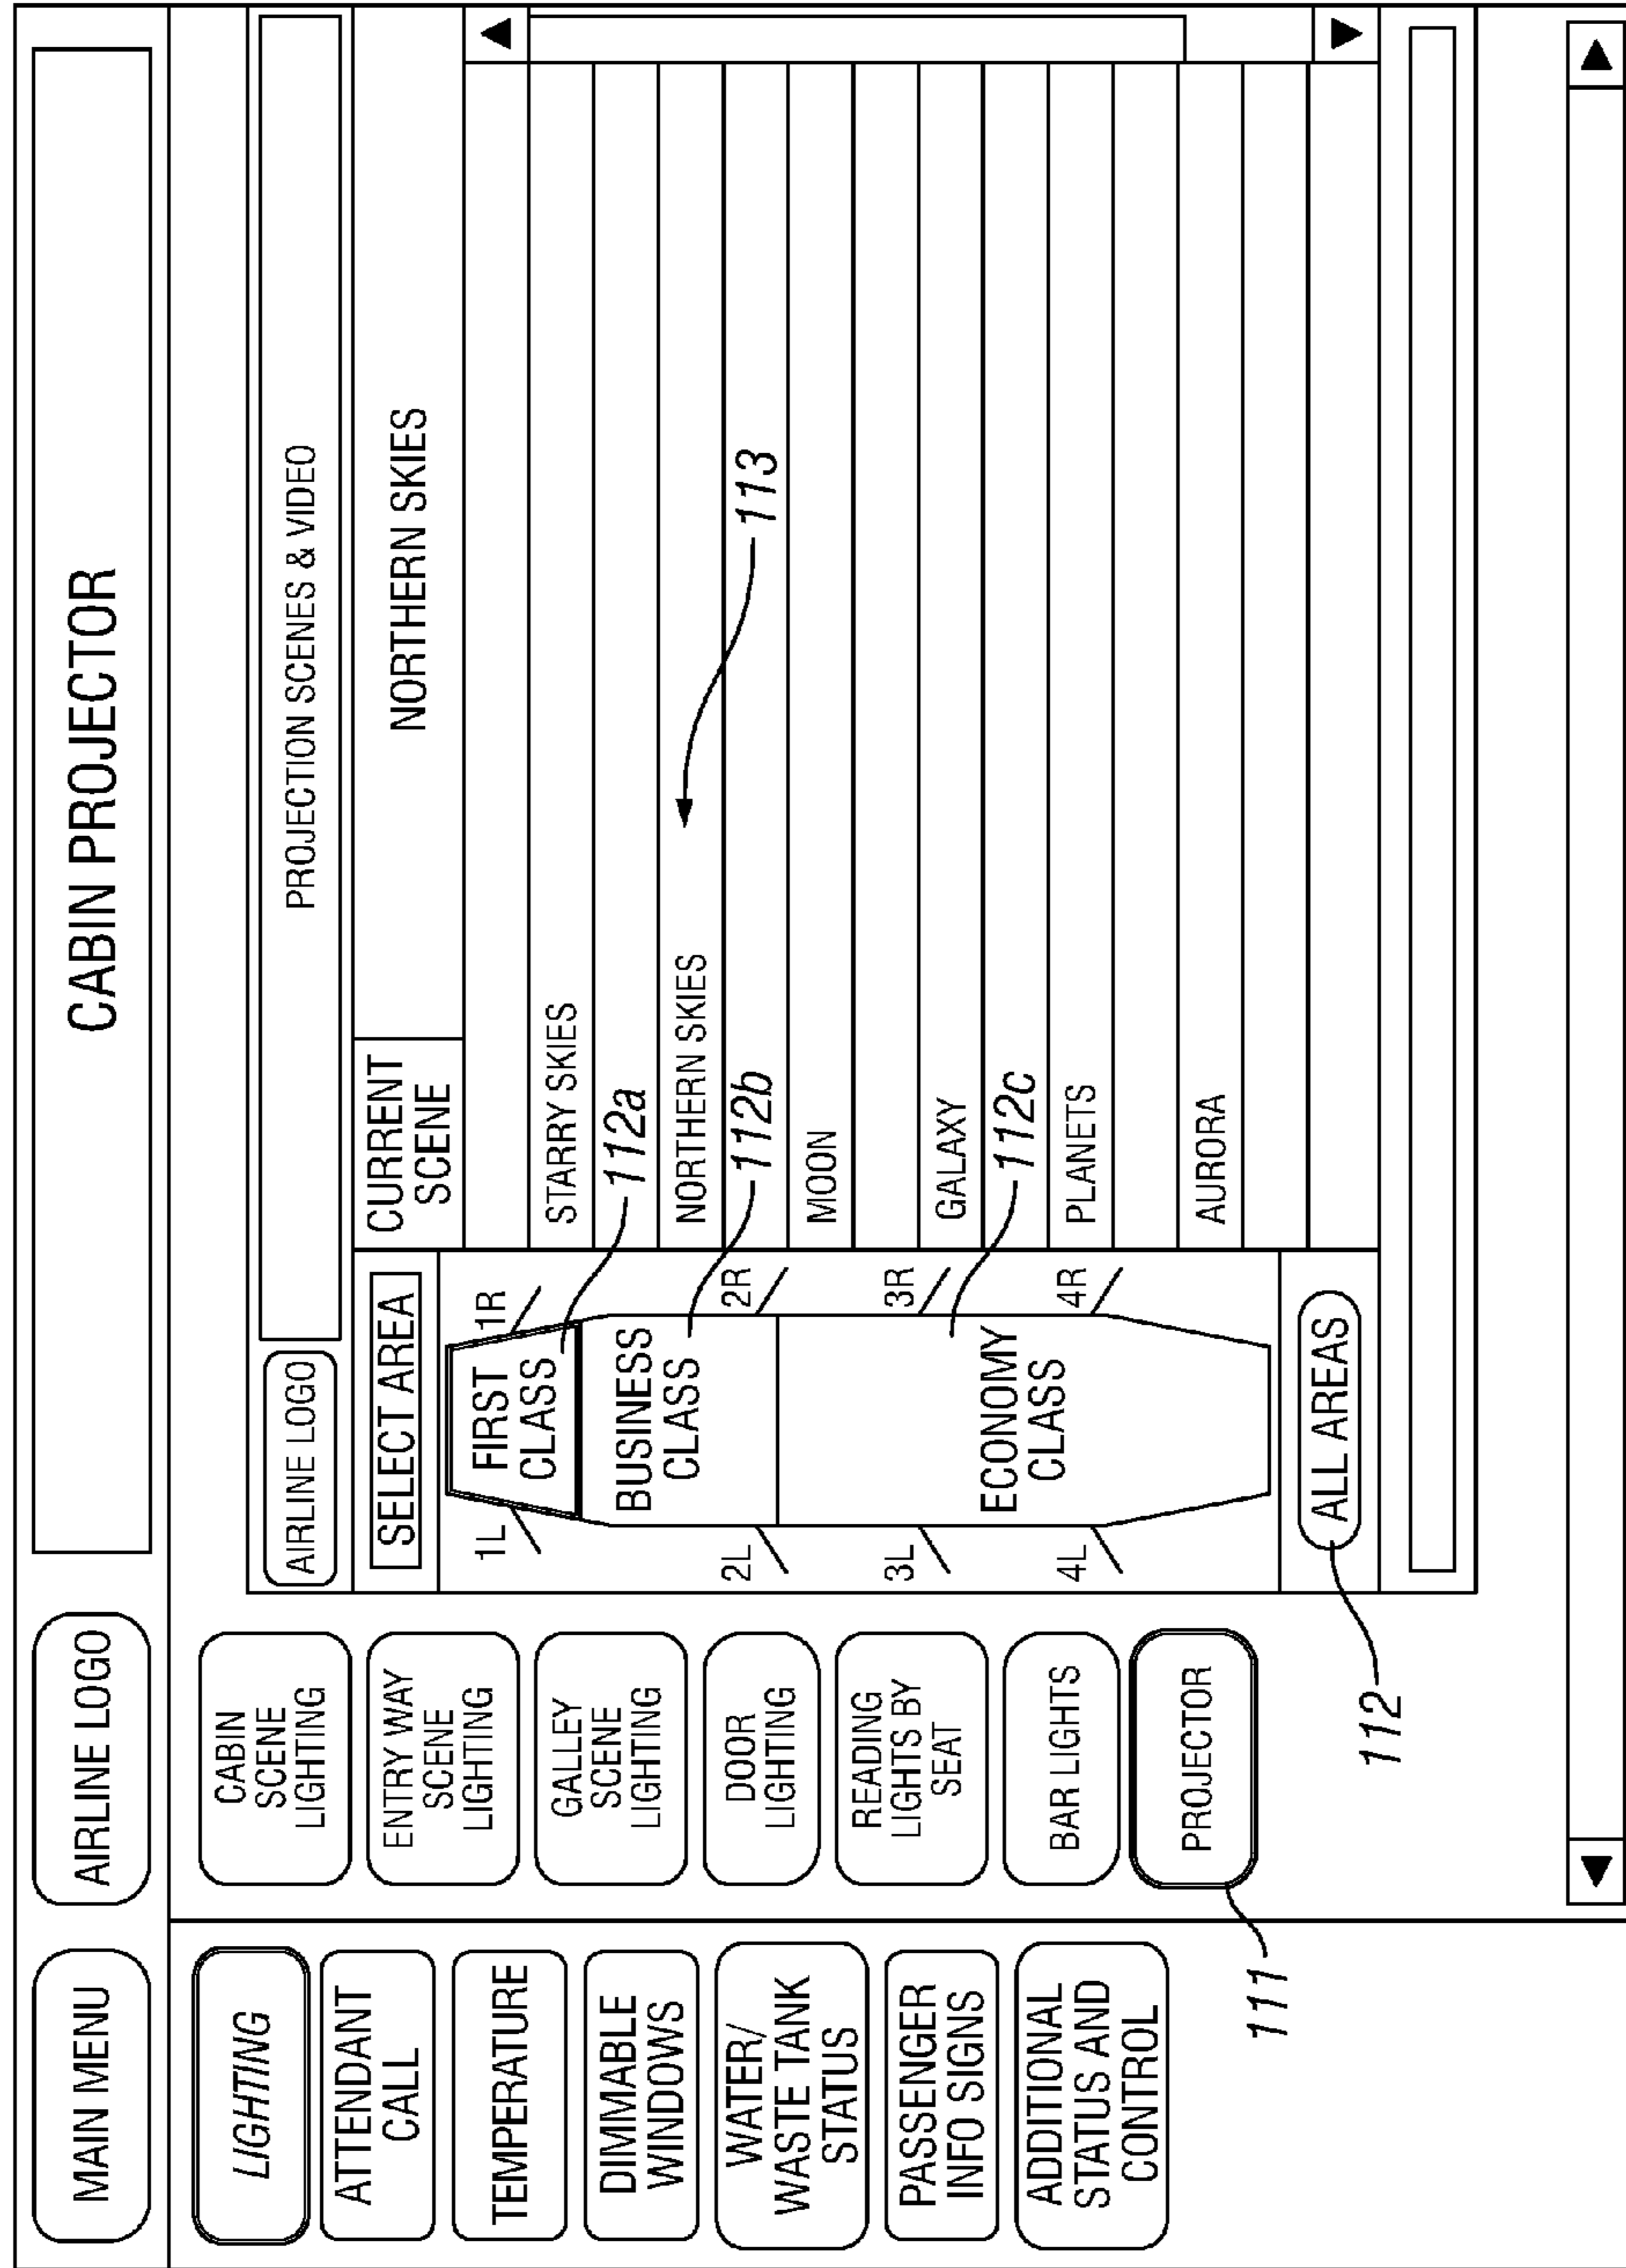 MAIN MENU
AIRLINE LOGO
CABIN PROJECTOR
LIGHTING
ATTENDANT
CALL
TEMPERATURE
DIMMABLE
WINDOWS
WATER/
WASTE TANK
STATUS
PASSENGER
INFO SIGNS
ADDITIONAL
STATUS AND
CONTROL
111
CABIN
SCENE
LIGHTING
ENTRY WAY
SCENE
LIGHTING
GALLEY
SCENE
LIGHTING
DOOR
LIGHTING
READING
LIGHTS BY
SEAT
BAR LIGHTS
PROJECTOR
112
AIRLINE LOGO
PROJECTION SCENES & VIDEO
SELECT AREA
1L
1R
FIRST
CLASS
112a
BUSINESS
CLASS
112b
2L
2R
3L
3R
ECONOMY
CLASS
112c
4L
4R
ALL AREAS
CURRENT
SCENE
NORTHERN SKIES
STARRY SKIES
NORTHERN SKIES
113
MOON
GALAXY
PLANETS
AURORA